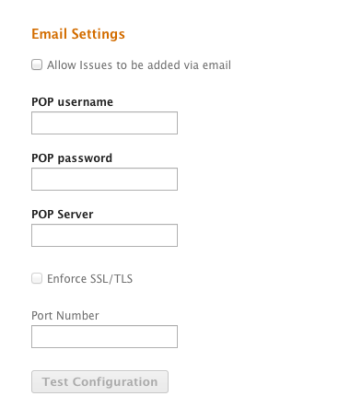 Email Settings
Allow Issues to be added via email
POP username
POP password
POP Server
Enforce SSL/TLS
Port Number
Test Configuration